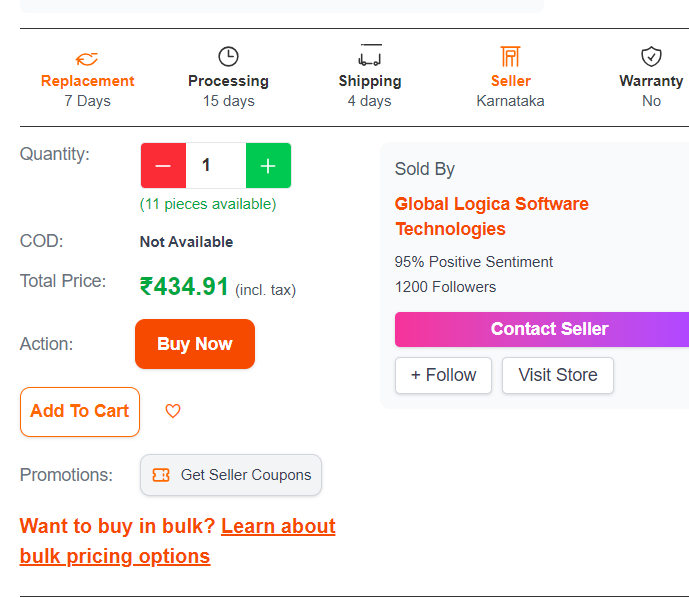 Replacement
7 Days
Processing
15 days
Shipping
4 days
Seller
Karnataka
Warranty
No
Quantity:
− 1 +
(11 pieces available)
COD:
Not Available
Total Price:
₹434.91 (incl. tax)
Action:
Buy Now
Add To Cart
Promotions:
Get Seller Coupons
Want to buy in bulk? Learn about
bulk pricing options
Sold By
Global Logica Software
Technologies
95% Positive Sentiment
1200 Followers
Contact Seller
+ Follow
Visit Store